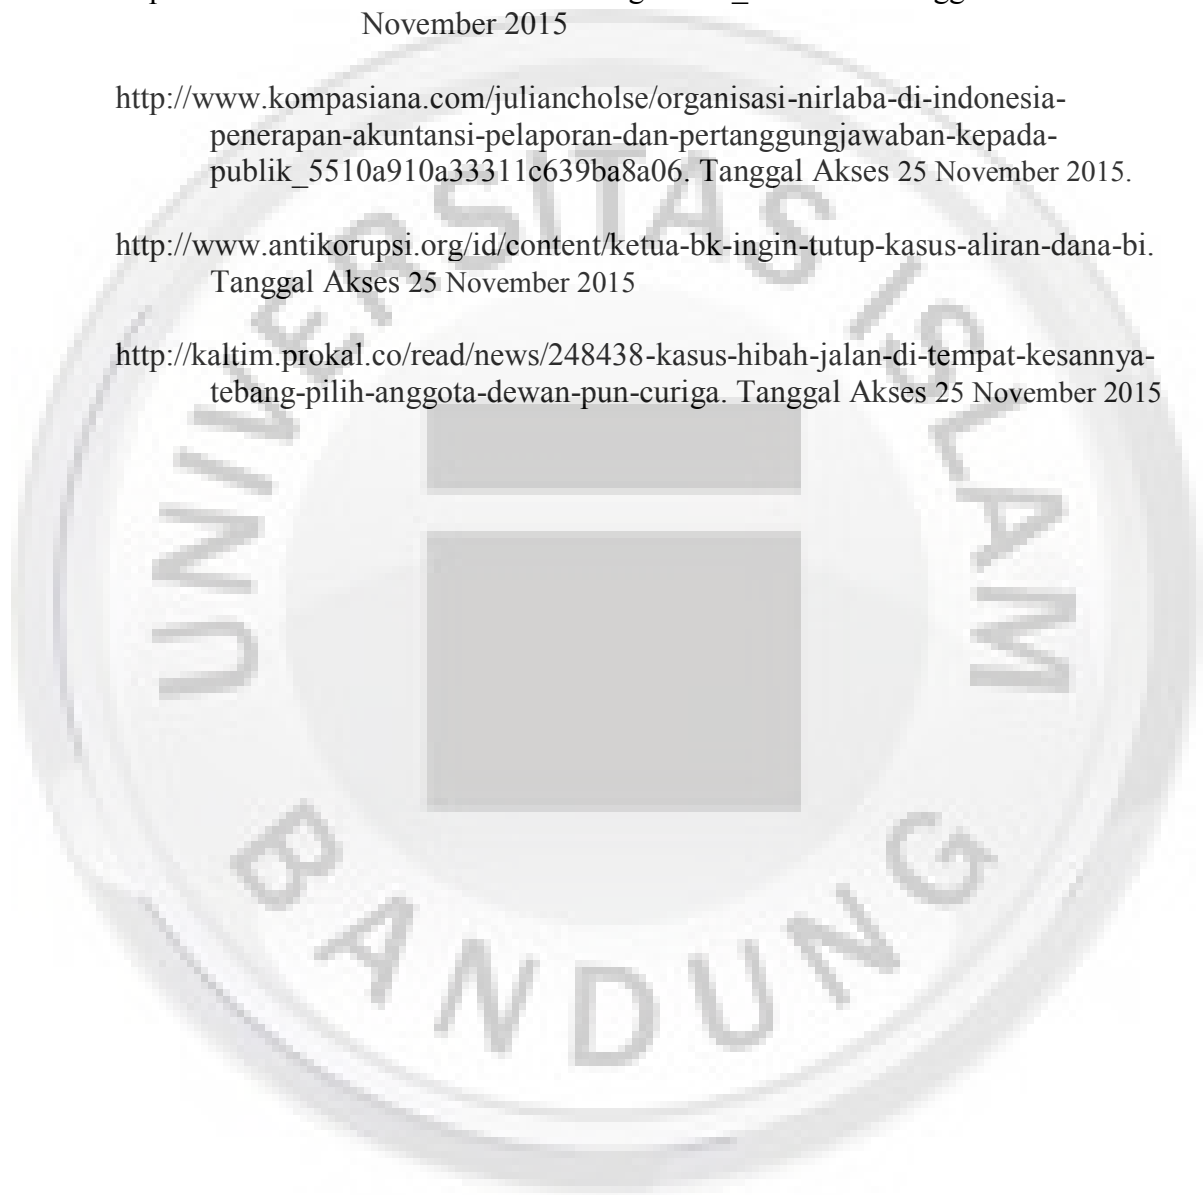 November 2015
http://www.kompasiana.com/juliancholse/organisasi-nirlaba-di-indonesia-
penerapan-akuntansi-pelaporan-dan-pertanggungjawaban-kepada-
publik_5510a910a33311c639ba8a06. Tanggal Akses 25 November 2015.
http://www.antikorupsi.org/id/content/ketua-bk-ingin-tutup-kasus-aliran-dana-bi.
Tanggal Akses 25 November 2015
http://kaltim.prokal.co/read/news/248438-kasus-hibah-jalan-di-tempat-kesannya-
tebang-pilih-anggota-dewan-pun-curiga. Tanggal Akses 25 November 2015
UNIVERSITAS ISLAM
BANDUNG